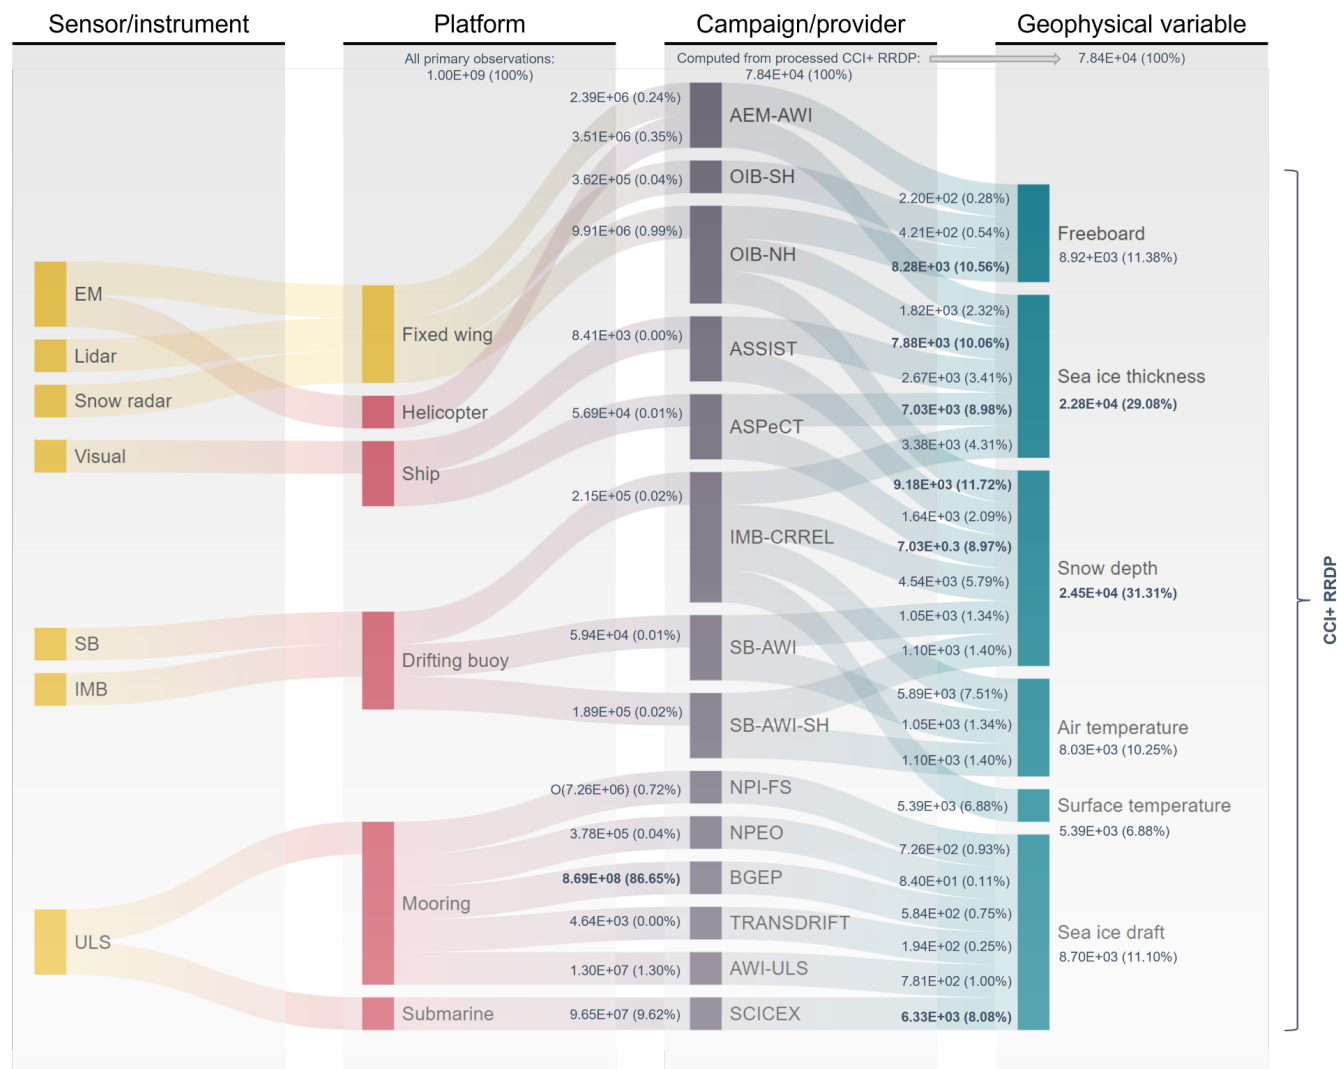 Sensor/instrument
Platform
Campaign/provider
Geophysical variable
All primary observations:
1.00E+09 (100%)
Computed from processed CCI+ RRDP:
7.84E+04 (100%)
7.84E+04 (100%)
EM
Lidar
Snow radar
Visual
SB
IMB
ULS
Fixed wing
Helicopter
Ship
Drifting buoy
Mooring
Submarine
2.39E+06 (0.24%)
3.51E+06 (0.35%)
3.62E+05 (0.04%)
9.91E+06 (0.99%)
8.41E+03 (0.00%)
5.69E+04 (0.01%)
2.15E+05 (0.02%)
5.94E+04 (0.01%)
1.89E+05 (0.02%)
O(7.26E+06) (0.72%)
3.78E+05 (0.04%)
8.69E+08 (86.65%)
4.64E+03 (0.00%)
1.30E+07 (1.30%)
9.65E+07 (9.62%)
AEM-AWI
OIB-SH
OIB-NH
ASSIST
ASPeCT
IMB-CRREL
SB-AWI
SB-AWI-SH
NPI-FS
NPEO
BGEP
TRANSDRIFT
AWI-ULS
SCICEX
2.20E+02 (0.28%)
4.21E+02 (0.54%)
8.28E+03 (10.56%)
1.82E+03 (2.32%)
7.88E+03 (10.06%)
2.67E+03 (3.41%)
7.03E+03 (8.98%)
3.38E+03 (4.31%)
9.18E+03 (11.72%)
1.64E+03 (2.09%)
7.03E+0.3 (8.97%)
4.54E+03 (5.79%)
1.05E+03 (1.34%)
1.10E+03 (1.40%)
5.89E+03 (7.51%)
1.05E+03 (1.34%)
1.10E+03 (1.40%)
5.39E+03 (6.88%)
7.26E+02 (0.93%)
8.40E+01 (0.11%)
5.84E+02 (0.75%)
1.94E+02 (0.25%)
7.81E+02 (1.00%)
6.33E+03 (8.08%)
Freeboard
8.92+E03 (11.38%)
Sea ice thickness
2.28E+04 (29.08%)
Snow depth
2.45E+04 (31.31%)
Air temperature
8.03E+03 (10.25%)
Surface temperature
5.39E+03 (6.88%)
Sea ice draft
8.70E+03 (11.10%)
CCI+ RRDP